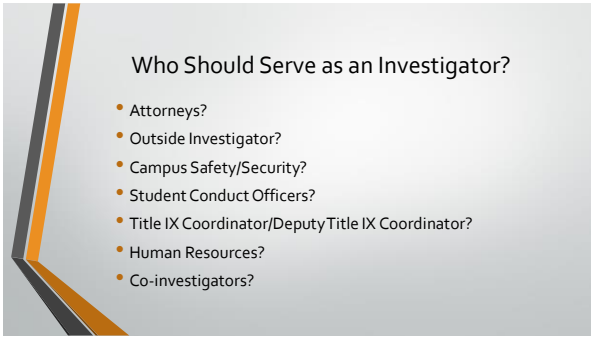 Who Should Serve as an Investigator?
• Attorneys?
• Outside Investigator?
• Campus Safety/Security?
• Student Conduct Officers?
• Title IX Coordinator/Deputy Title IX Coordinator?
• Human Resources?
• Co-investigators?